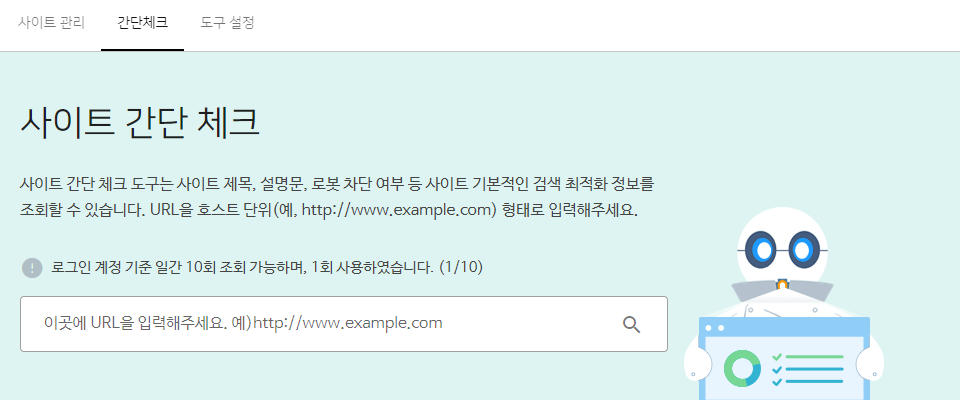 사이트 관리 간단체크 도구 설정
사이트 간단 체크
사이트 간단 체크 도구는 사이트 제목, 설명문, 로봇 차단 여부 등 사이트 기본적인 검색 최적화 정보를
조회할 수 있습니다. URL을 호스트 단위(예, http://www.example.com) 형태로 입력해주세요.
로그인 계정 기준 일간 10회 조회 가능하며, 1회 사용하였습니다. (1/10)
이곳에 URL을 입력해주세요. 예)http://www.example.com